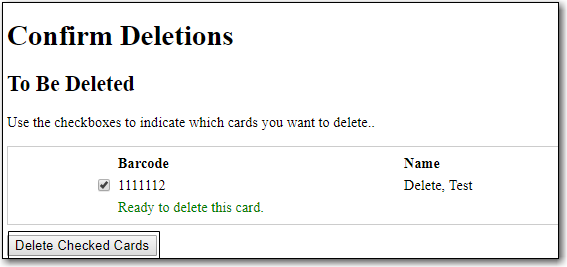 Confirm Deletions
To Be Deleted
Use the checkboxes to indicate which cards you want to delete..
Barcode Name
1111112 Delete, Test
Ready to delete this card.
Delete Checked Cards